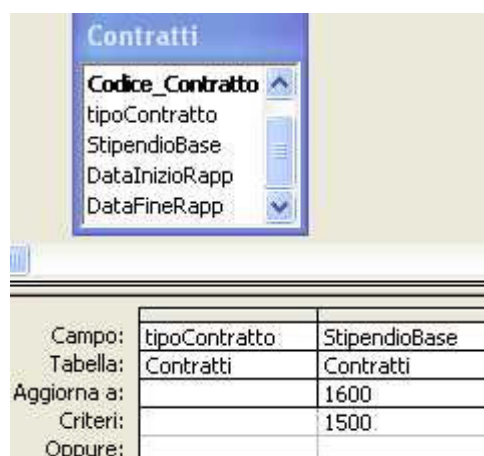 Contratti
Codice_Contratto
tipoContratto
StipendioBase
DataInizioRapp
DataFineRapp
Campo: tipoContratto StipendioBase
Tabella: Contratti Contratti
Aggiorna a: 1600
Criteri: 1500
Oppure: